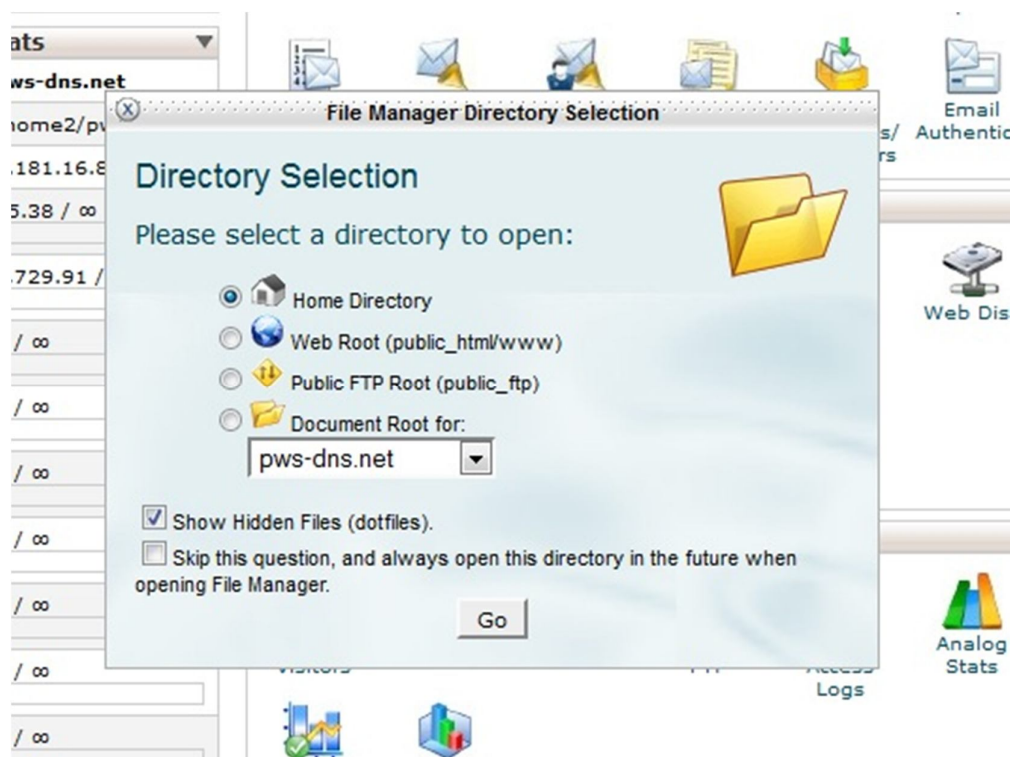 ats
ws-dns.net
ome2/p
.181.16.8
5.38 / ∞
.729.91 /
/ ∞
/ ∞
/ ∞
/ ∞
/ ∞
/ ∞
/ ∞
File Manager Directory Selection
Directory Selection
Please select a directory to open:
Home Directory
Web Root (public_html/www)
Public FTP Root (public_ftp)
Document Root for:
pws-dns.net
Show Hidden Files (dotfiles).
Skip this question, and always open this directory in the future when
opening File Manager.
Go
Email
Authentic
s/
rs
Web Dis
Analog
Stats
Visitors
Access
Logs